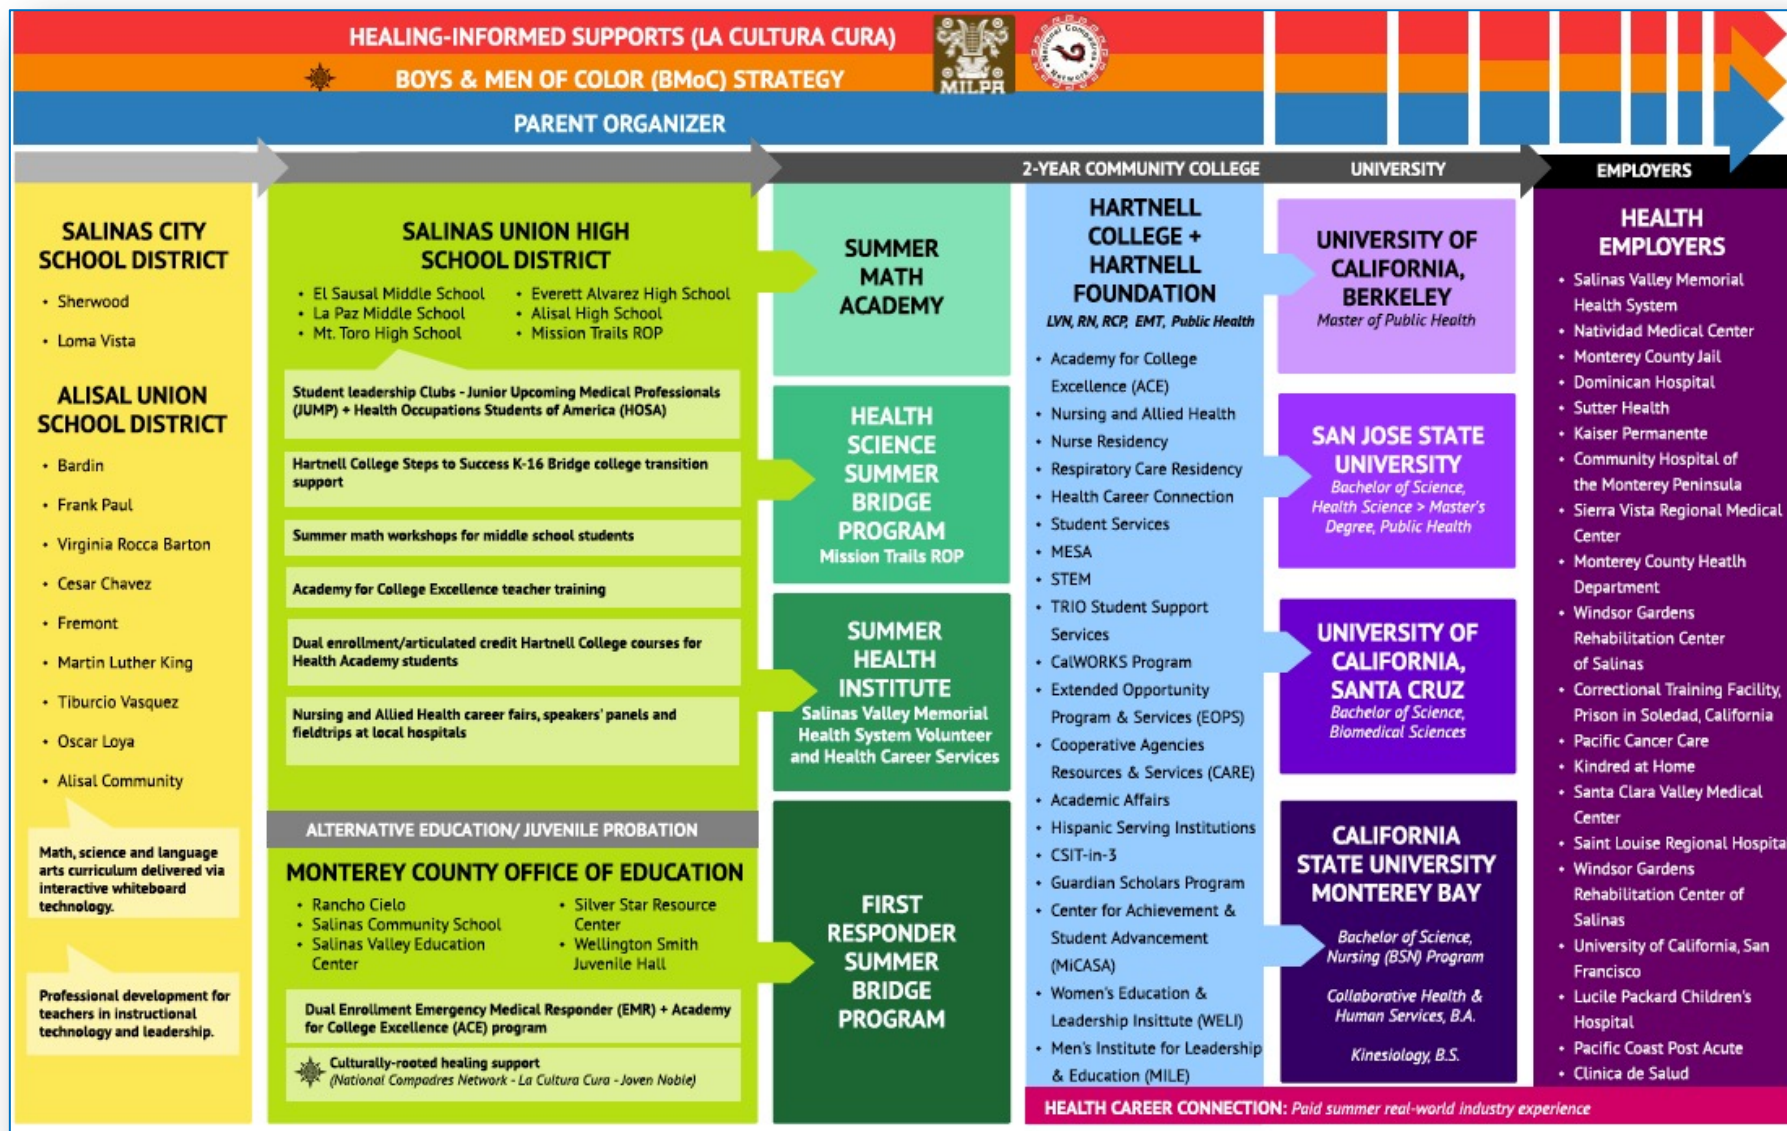 HEALING-INFORMED SUPPORTS (LA CULTURA CURA)
BOYS & MEN OF COLOR (BMoC) STRATEGY
MILPA
National Compadres Network
PARENT ORGANIZER
2-YEAR COMMUNITY COLLEGE
UNIVERSITY
EMPLOYERS
SALINAS CITY
SCHOOL DISTRICT
• Sherwood
• Loma Vista
ALISAL UNION
SCHOOL DISTRICT
• Bardin
• Frank Paul
• Virginia Rocca Barton
• Cesar Chavez
• Fremont
• Martin Luther King
• Tiburcio Vasquez
• Oscar Loya
• Alisal Community
Math, science and language
arts curriculum delivered via
interactive whiteboard
technology.
Professional development for
teachers in instructional
technology and leadership.
SALINAS UNION HIGH
SCHOOL DISTRICT
• El Sausal Middle School
• La Paz Middle School
• Mt. Toro High School
• Everett Alvarez High School
• Alisal High School
• Mission Trails ROP
Student leadership Clubs - Junior Upcoming Medical Professionals
(JUMP) + Health Occupations Students of America (HOSA)
Hartnell College Steps to Success K-16 Bridge college transition
support
Summer math workshops for middle school students
Academy for College Excellence teacher training
Dual enrollment/articulated credit Hartnell College courses for
Health Academy students
Nursing and Allied Health career fairs, speakers' panels and
fieldtrips at local hospitals
ALTERNATIVE EDUCATION/ JUVENILE PROBATION
MONTEREY COUNTY OFFICE OF EDUCATION
• Rancho Cielo
• Salinas Community School
• Salinas Valley Education
Center
• Silver Star Resource
Center
• Wellington Smith
Juvenile Hall
Dual Enrollment Emergency Medical Responder (EMR) + Academy
for College Excellence (ACE) program
Culturally-rooted healing support
(National Compadres Network - La Cultura Cura - Joven Noble)
SUMMER
MATH
ACADEMY
HEALTH
SCIENCE
SUMMER
BRIDGE
PROGRAM
Mission Trails ROP
SUMMER
HEALTH
INSTITUTE
Salinas Valley Memorial
Health System Volunteer
and Health Career Services
FIRST
RESPONDER
SUMMER
BRIDGE
PROGRAM
HARTNELL
COLLEGE +
HARTNELL
FOUNDATION
LVN, RN, RCP, EMT, Public Health
• Academy for College
Excellence (ACE)
• Nursing and Allied Health
• Nurse Residency
• Respiratory Care Residency
• Health Career Connection
• Student Services
• MESA
• STEM
• TRIO Student Support
Services
• CalWORKS Program
• Extended Opportunity
Program & Services (EOPS)
• Cooperative Agencies
Resources & Services (CARE)
• Academic Affairs
• Hispanic Serving Institutions
• CSIT-in-3
• Guardian Scholars Program
• Center for Achievement &
Student Advancement
(MiCASA)
• Women's Education &
Leadership Insittute (WELI)
• Men's Institute for Leadership
& Education (MILE)
UNIVERSITY OF
CALIFORNIA,
BERKELEY
Master of Public Health
SAN JOSE STATE
UNIVERSITY
Bachelor of Science,
Health Science > Master's
Degree, Public Health
UNIVERSITY OF
CALIFORNIA,
SANTA CRUZ
Bachelor of Science,
Biomedical Sciences
CALIFORNIA
STATE UNIVERSITY
MONTEREY BAY
Bachelor of Science,
Nursing (BSN) Program
Collaborative Health &
Human Services, B.A.
Kinesiology, B.S.
HEALTH
EMPLOYERS
• Salinas Valley Memorial
Health System
• Natividad Medical Center
• Monterey County Jail
• Dominican Hospital
• Sutter Health
• Kaiser Permanente
• Community Hospital of
the Monterey Peninsula
• Sierra Vista Regional Medical
Center
• Monterey County Heatlh
Department
• Windsor Gardens
Rehabilitation Center
of Salinas
• Correctional Training Facility,
Prison in Soledad, California
• Pacific Cancer Care
• Kindred at Home
• Santa Clara Valley Medical
Center
• Saint Louise Regional Hospita
• Windsor Gardens
Rehabilitation Center of
Salinas
• University of California, San
Francisco
• Lucile Packard Children's
Hospital
• Pacific Coast Post Acute
• Clinica de Salud
HEALTH CAREER CONNECTION: Paid summer real-world industry experience